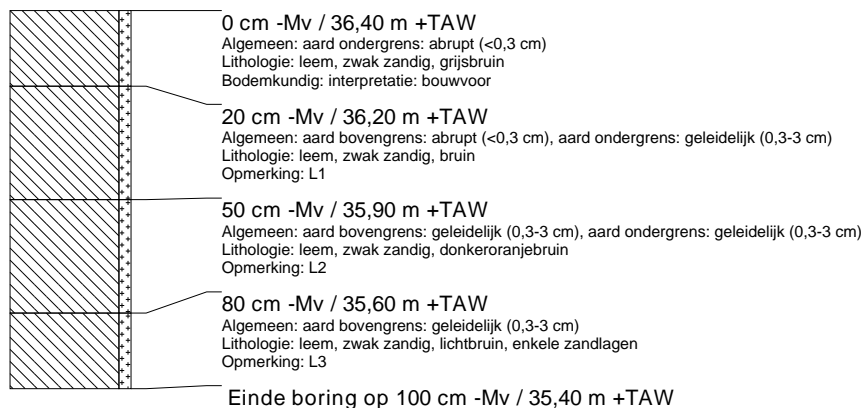 0 cm -Mv / 36,40 m +TAW
Algemeen: aard ondergrens: abrupt (<0,3 cm)
Lithologie: leem, zwak zandig, grijsbruin
Bodemkundig: interpretatie: bouwvoor
20 cm -Mv / 36,20 m +TAW
Algemeen: aard bovengrens: abrupt (<0,3 cm), aard ondergrens: geleidelijk (0,3-3 cm)
Lithologie: leem, zwak zandig, bruin
Opmerking: L1
50 cm -Mv / 35,90 m +TAW
Algemeen: aard bovengrens: geleidelijk (0,3-3 cm), aard ondergrens: geleidelijk (0,3-3 cm)
Lithologie: leem, zwak zandig, donkeroranjebruin
Opmerking: L2
80 cm -Mv / 35,60 m +TAW
Algemeen: aard bovengrens: geleidelijk (0,3-3 cm)
Lithologie: leem, zwak zandig, lichtbruin, enkele zandlagen
Opmerking: L3
Einde boring op 100 cm -Mv / 35,40 m +TAW